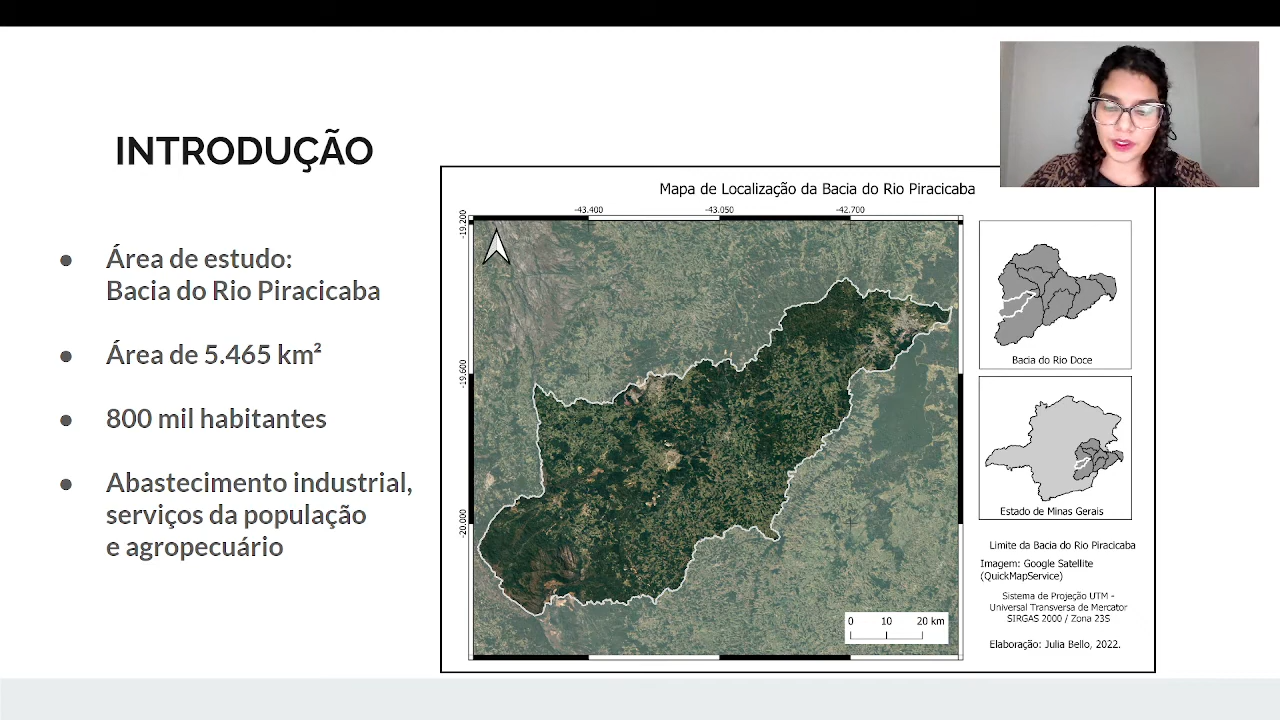 INTRODUÇÃO
● Área de estudo:
Bacia do Rio Piracicaba
● Área de 5.465 km²
● 800 mil habitantes
● Abastecimento industrial,
serviços da população
e agropecuário
Mapa de Localização da Bacia do Rio Piracicaba
-43.400 -43.050 -42.700
-19.200
-19.600
-20.000
0 10 20 km
Bacia do Rio Doce
Estado de Minas Gerais
Limite da Bacia do Rio Piracicaba
Imagem: Google Satellite
(QuickMapService)
Sistema de Projeção UTM -
Universal Transversa de Mercator
SIRGAS 2000 / Zona 23S
Elaboração: Julia Bello, 2022.